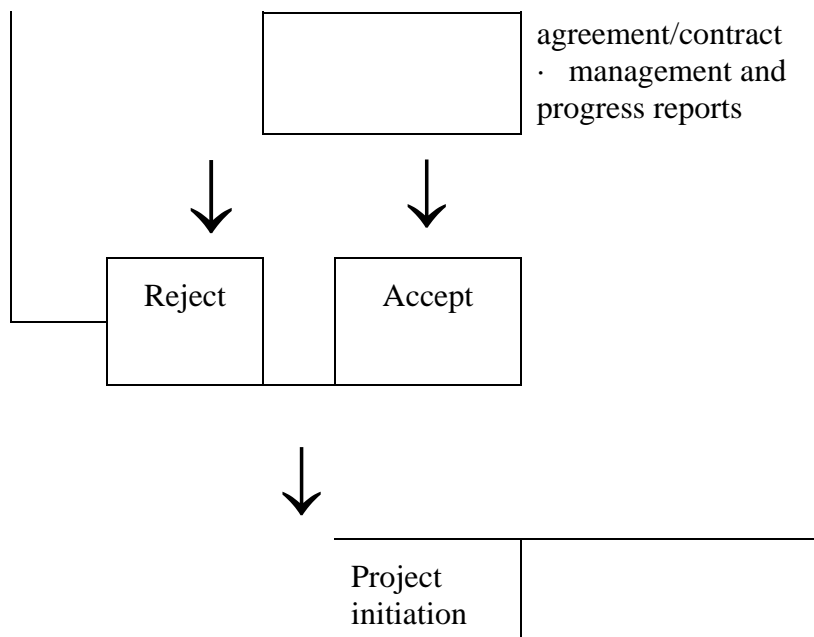 agreement/contract
· management and
progress reports
Reject
Accept
Project
initiation